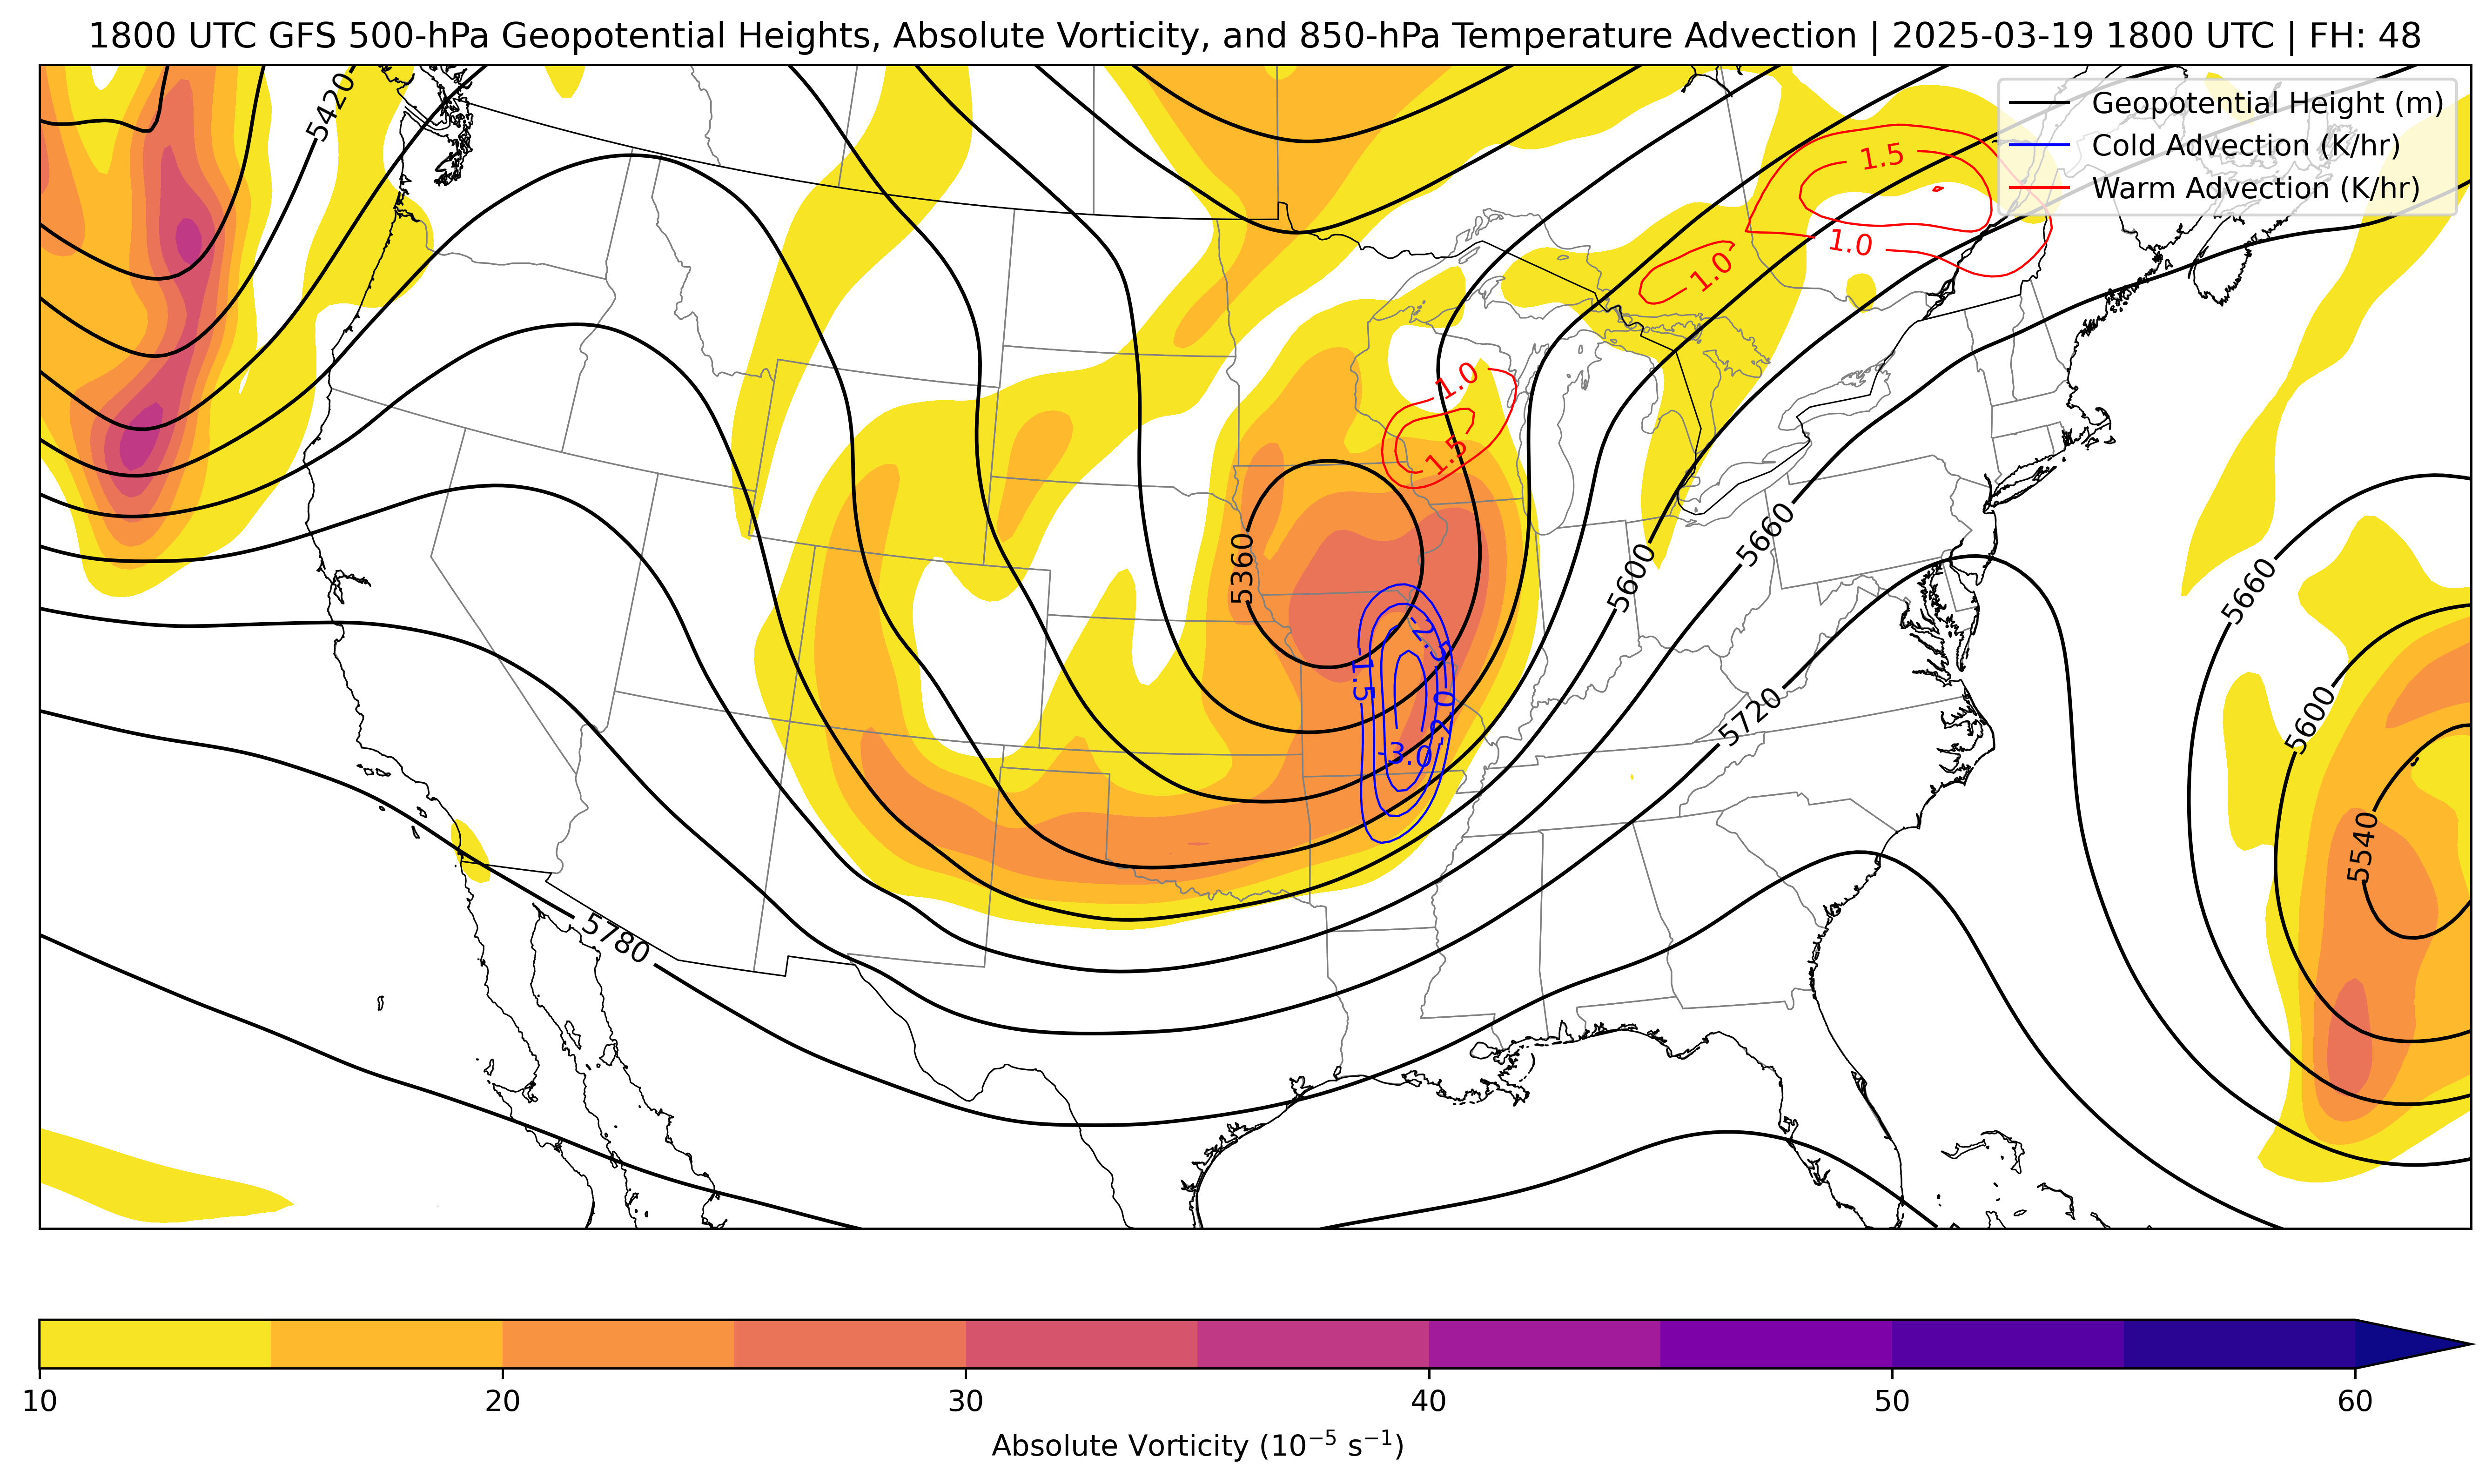 1800 UTC GFS 500-hPa Geopotential Heights, Absolute Vorticity, and 850-hPa Temperature Advection | 2025-03-19 1800 UTC | FH: 48
Geopotential Height (m)
Cold Advection (K/hr)
Warm Advection (K/hr)
5420
1.5
1.0
1.0
1.0
1.5
5360
5660
5600
5660
-2.5
-1.5
5720
5600
-3.0
5540
5780
10 20 30 40 50 60
Absolute Vorticity (10⁻⁵ s⁻¹)